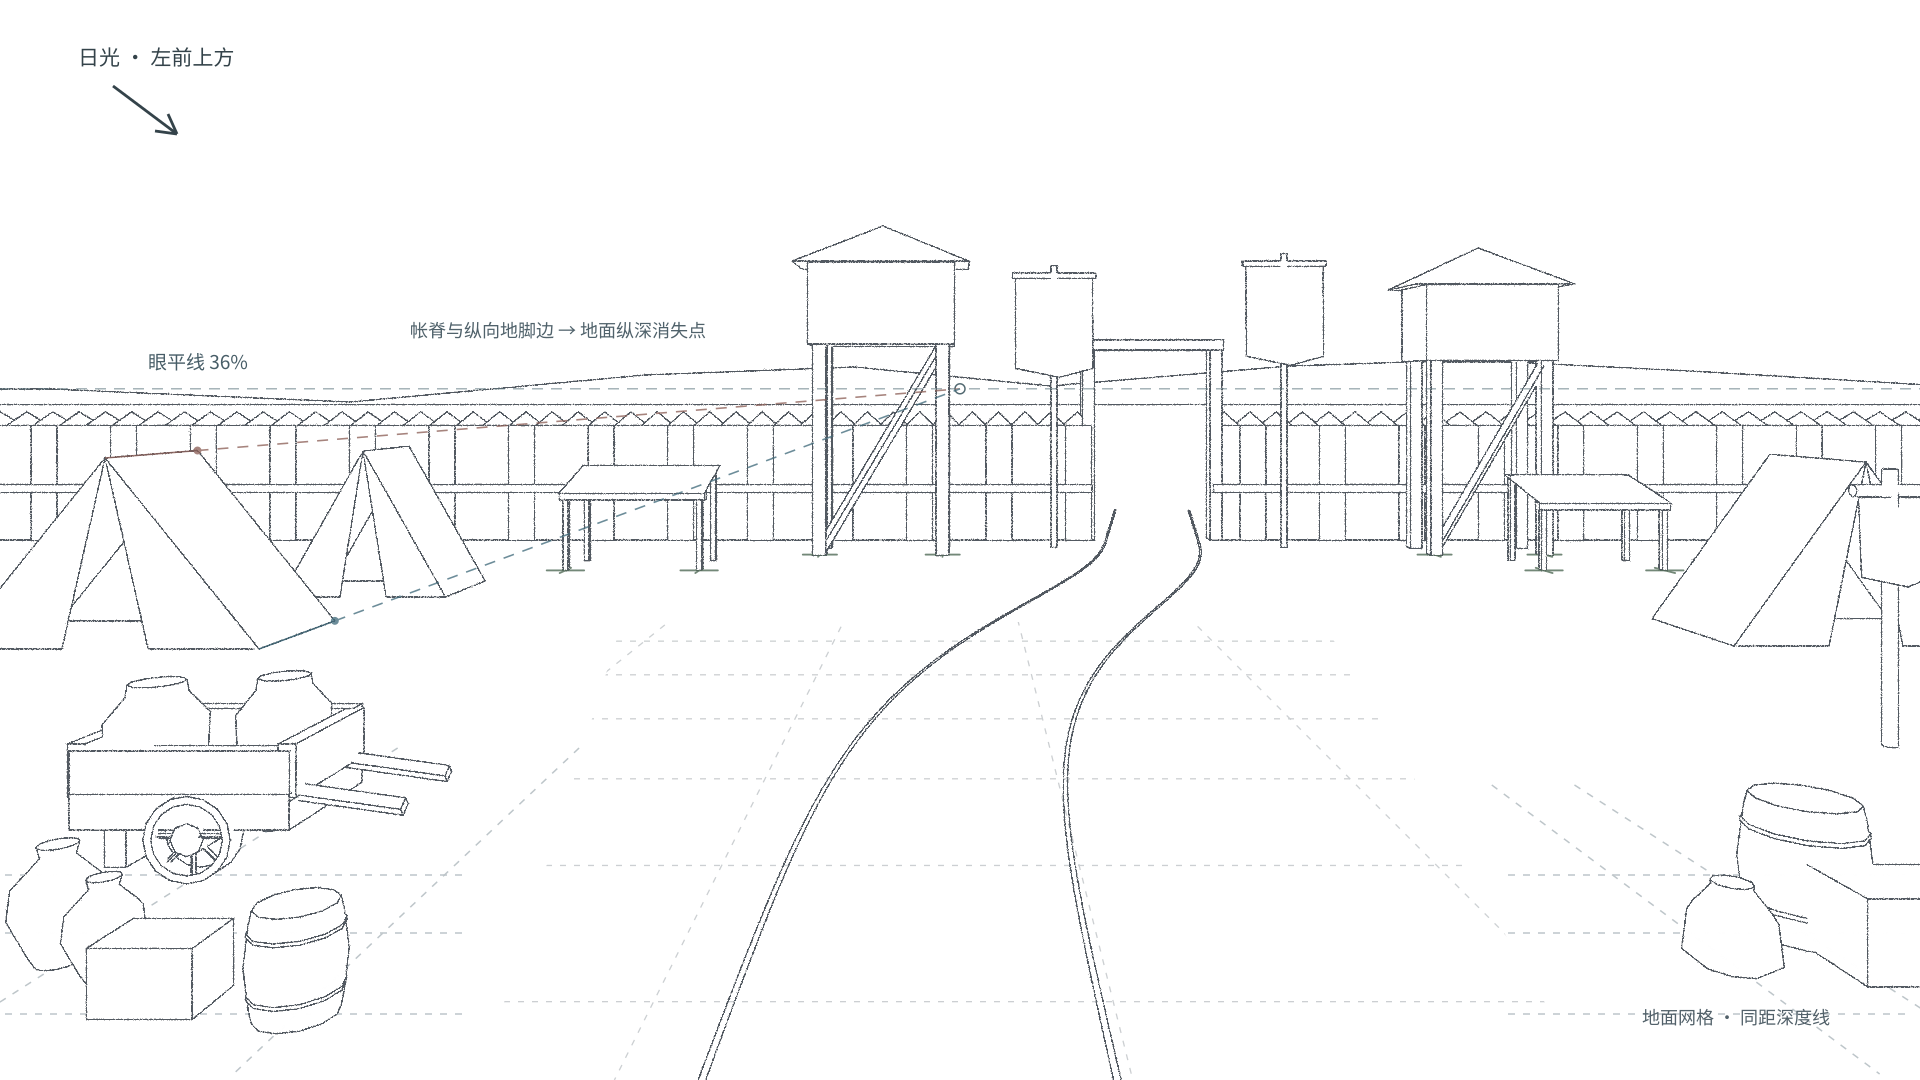 日光 · 左前上方
帐脊与纵向地脚边 → 地面纵深消失点
眼平线 36%
地面网格 · 同距深度线